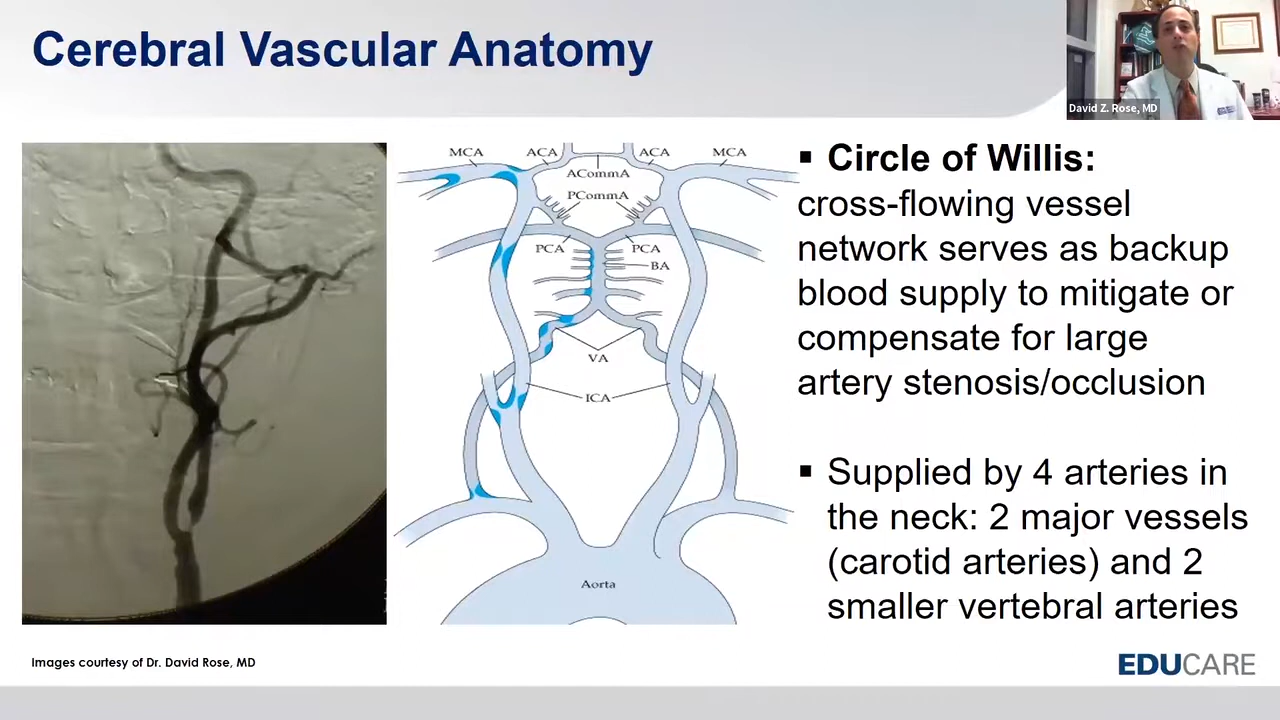 Cerebral Vascular Anatomy
David Z. Rose, MD
MCA
ACA
ACA
MCA
ACommA
PCommA
PCA
PCA
BA
VA
ICA
Aorta
▪ Circle of Willis:
cross-flowing vessel
network serves as backup
blood supply to mitigate or
compensate for large
artery stenosis/occlusion
▪ Supplied by 4 arteries in
the neck: 2 major vessels
(carotid arteries) and 2
smaller vertebral arteries
Images courtesy of Dr. David Rose, MD
EDUCARE